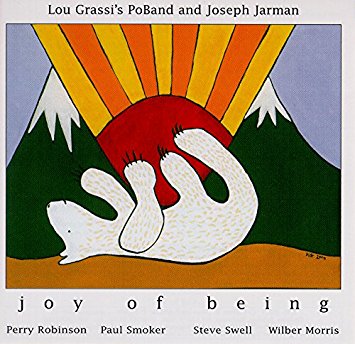 Lou Grassi's PoBand and Joseph Jarman
joy of being
Perry Robinson Paul Smoker Steve Swell Wilber Morris